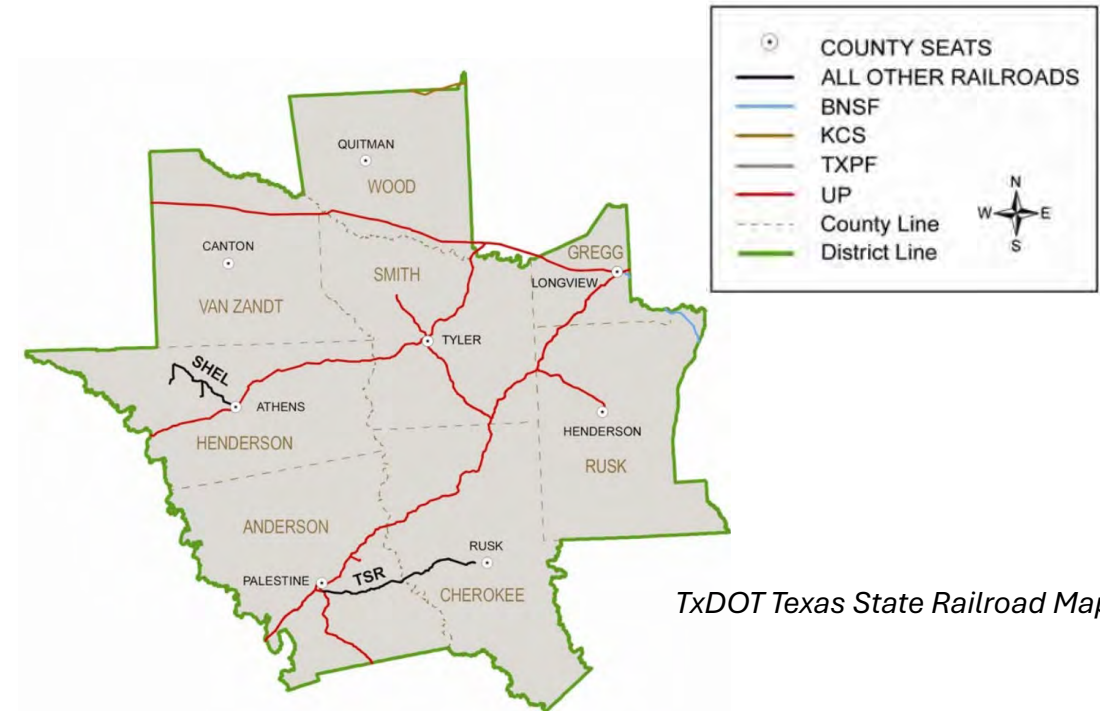 COUNTY SEATS
ALL OTHER RAILROADS
BNSF
KCS
TXPF
UP
County Line
District Line
N
W E
S
QUITMAN
WOOD
CANTON
VAN ZANDT
SMITH
GREGG
LONGVIEW
TYLER
SHEL
ATHENS
HENDERSON
HENDERSON
RUSK
ANDERSON
RUSK
PALESTINE
TSR
CHEROKEE
TxDOT Texas State Railroad Map